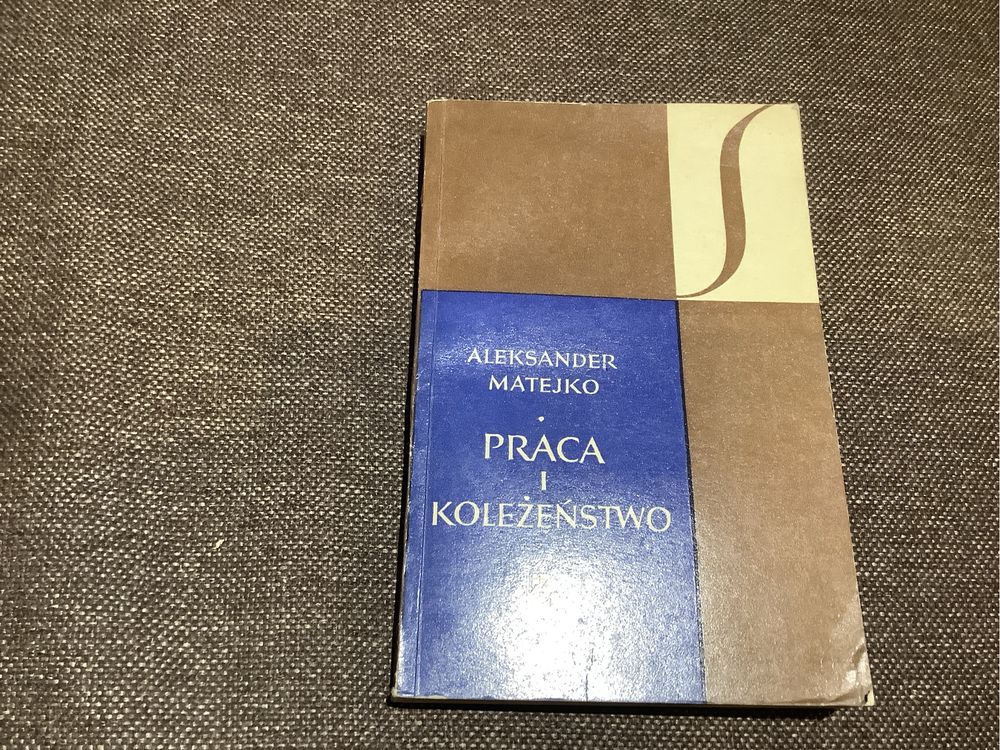 ALEKSANDER
MATEJKO
PRACA
I
KOLEŻEŃSTWO